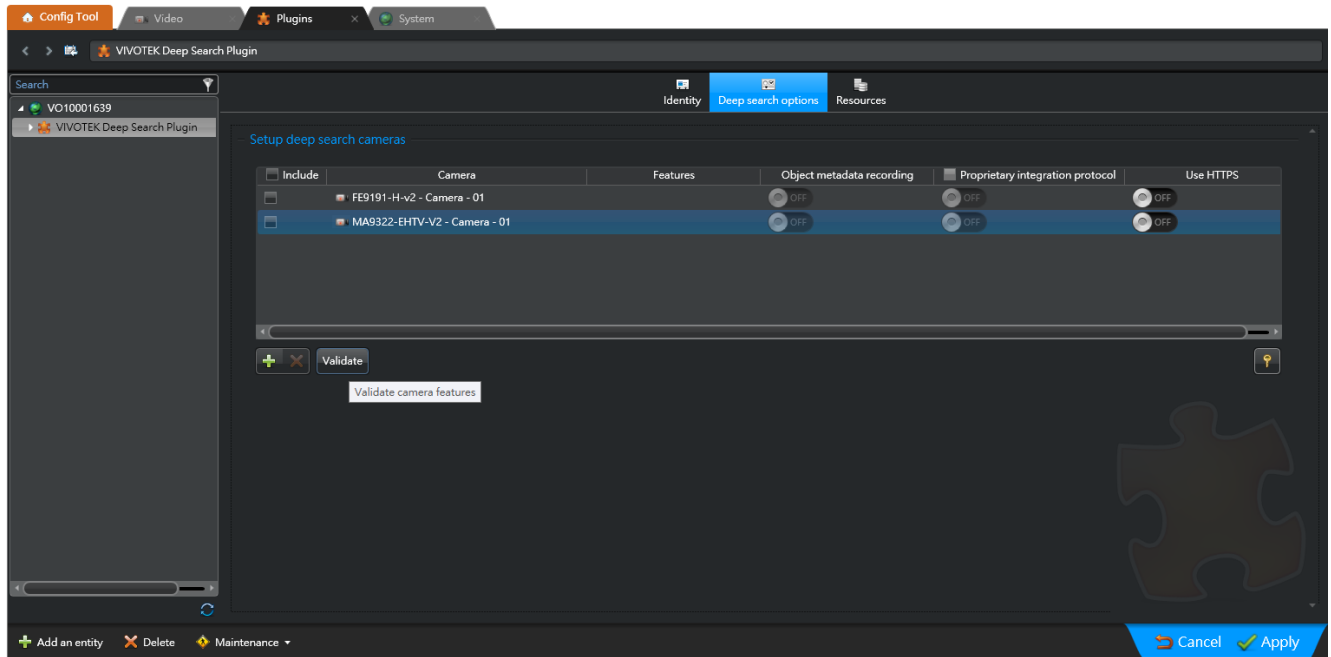 Config Tool
Video
Plugins
System
VIVOTEK Deep Search Plugin
Search
VO10001639
VIVOTEK Deep Search Plugin
Identity
Deep search options
Resources
Setup deep search cameras
Include Camera Features Object metadata recording Proprietary integration protocol Use HTTPS
FE9191-H-v2 - Camera - 01 OFF OFF OFF
MA9322-EHTV-V2 - Camera - 01 OFF OFF OFF
Validate
Validate camera features
Add an entity Delete Maintenance Cancel Apply